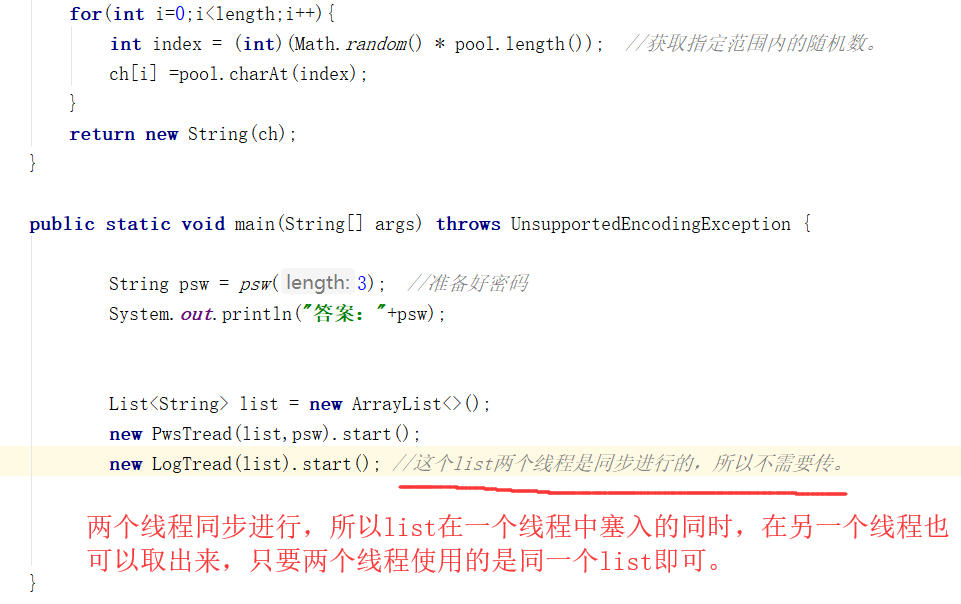 for(int i=0;i<length;i++){
int index = (int)(Math.random() * pool.length()); //获取指定范围内的随机数。
ch[i] =pool.charAt(index);
}
return new String(ch);
}
public static void main(String[] args) throws UnsupportedEncodingException {
String psw = psw( length: 3); //准备好密码
System.out.println("答案："+psw);
List<String> list = new ArrayList<>();
new PwsTread(list,psw).start();
new LogTread(list).start(); //这个list两个线程是同步进行的，所以不需要传。
两个线程同步进行，所以list在一个线程中塞入的同时，在另一个线程也
可以取出来，只要两个线程使用的是同一个list即可。
}